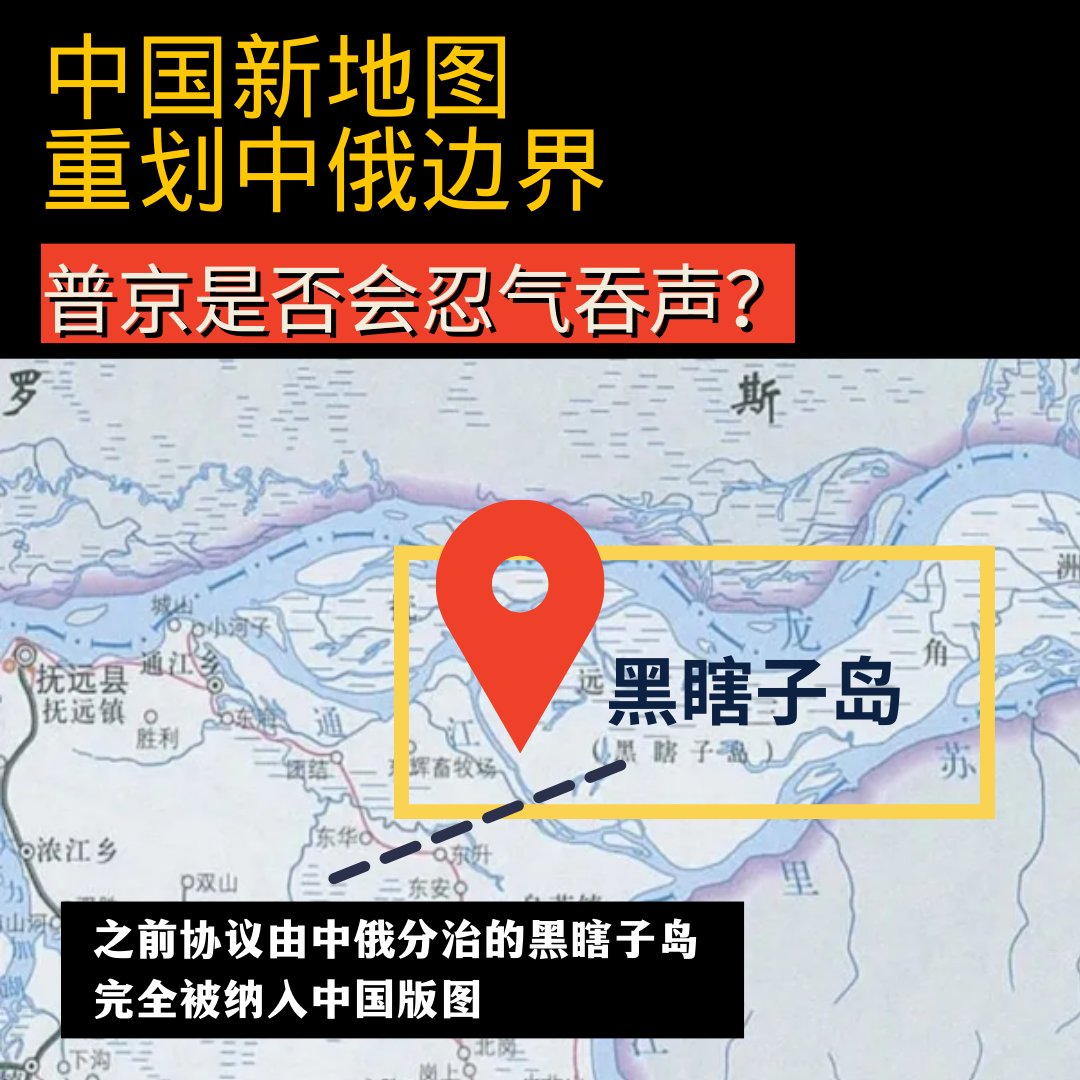 中国新地图
重划中俄边界
普京是否会忍气吞声?
罗
斯
洲
城山
小河子
龙
角
通江乡
抚远县
抚远镇
远
黑瞎子岛
通
胜利
江
(黑瞎子岛)
苏
团结
辉畜牧场
东华
东升
浓江乡
双山
东安
里
之前协议由中俄分治的黑瞎子岛
完全被纳入中国版图
下沟
北岗
岗上
江